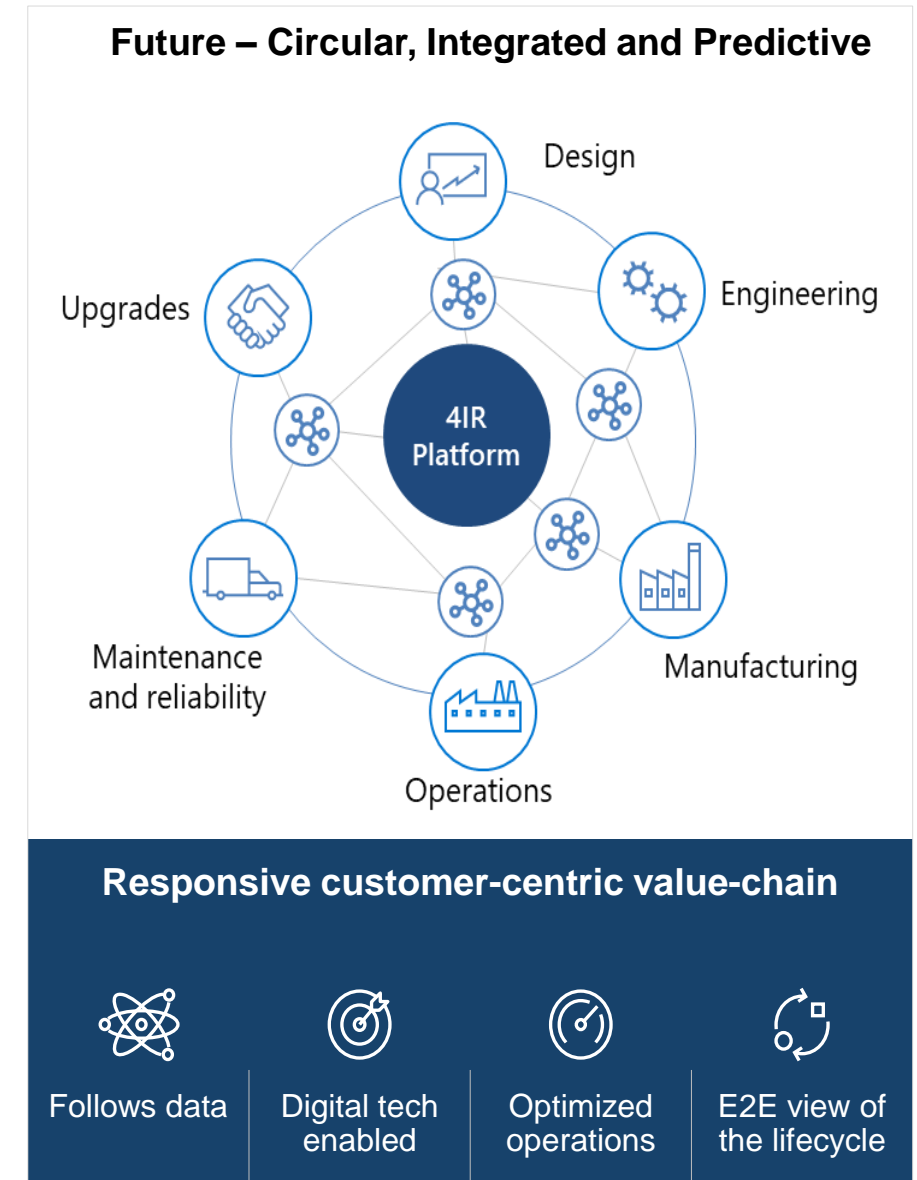 Future – Circular, Integrated and Predictive
Design
Engineering
Upgrades
4IR
Platform
Manufacturing
Maintenance
and reliability
Operations
Responsive customer-centric value-chain
Follows data
Digital tech
enabled
Optimized
operations
E2E view of
the lifecycle